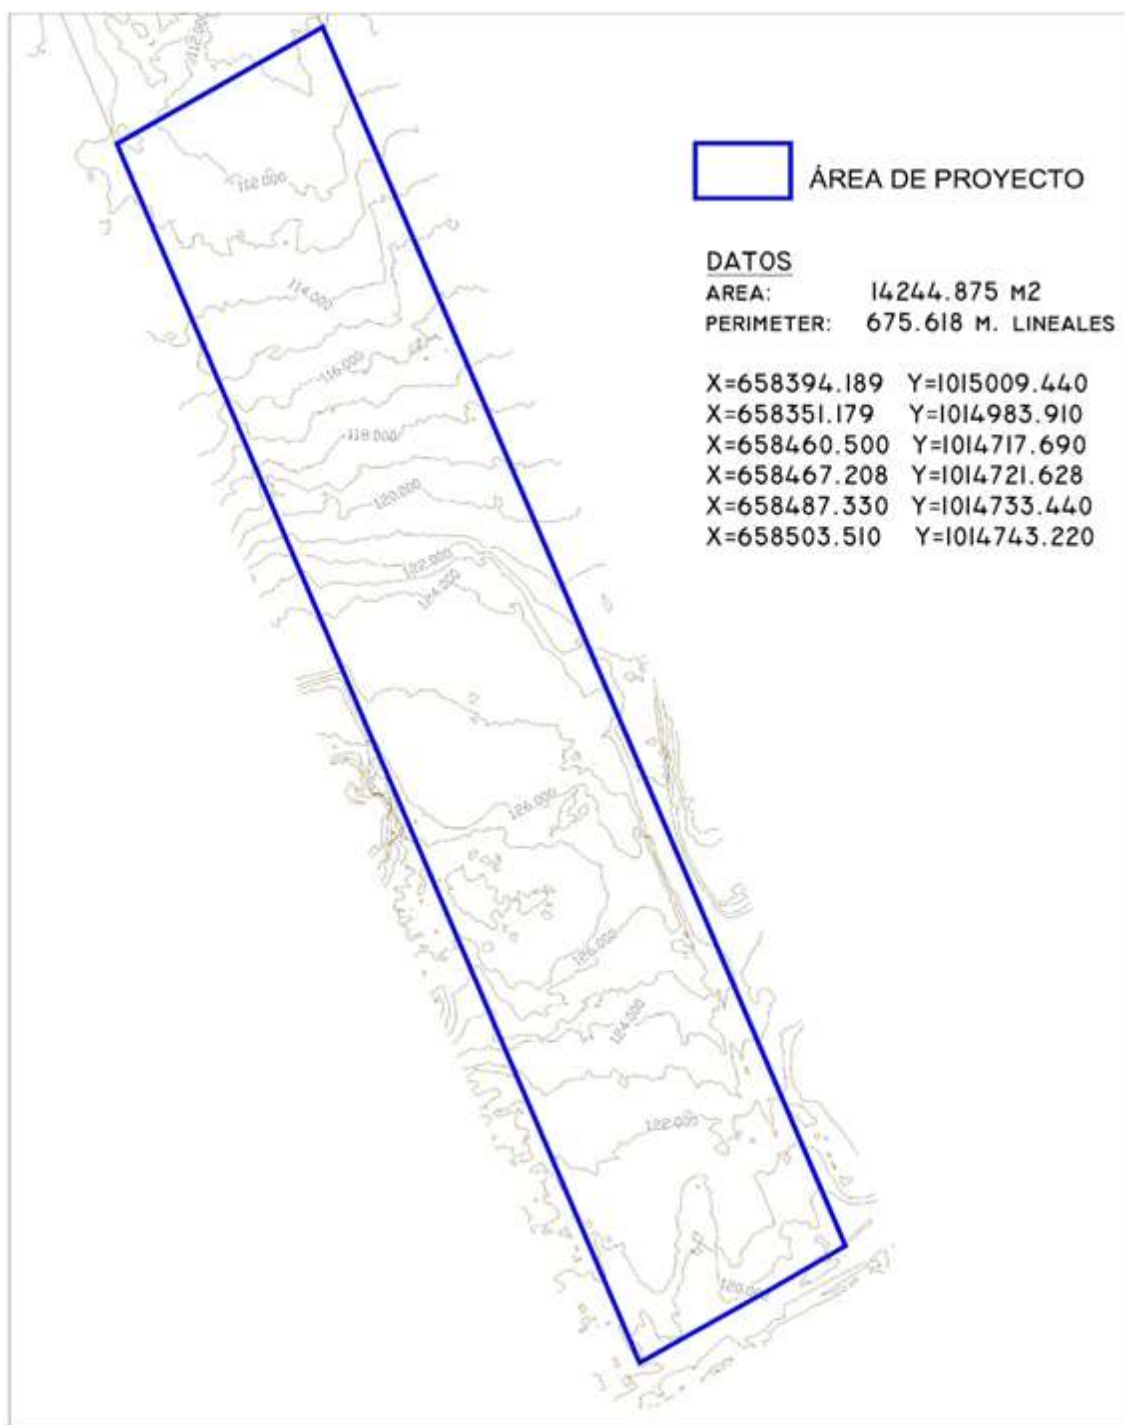 112.000
ÁREA DE PROYECTO
112.000
DATOS
AREA: 14244.875 M2
114.000
PERIMETER: 675.618 M. LINEALES
116.000
X=658394.189 Y=1015009.440
X=658351.179 Y=1014983.910
118.000
X=658460.500 Y=1014717.690
X=658467.208 Y=1014721.628
120.000
X=658487.330 Y=1014733.440
X=658503.510 Y=1014743.220
122.000
124.000
126.000
126.000
124.000
122.000
120.000